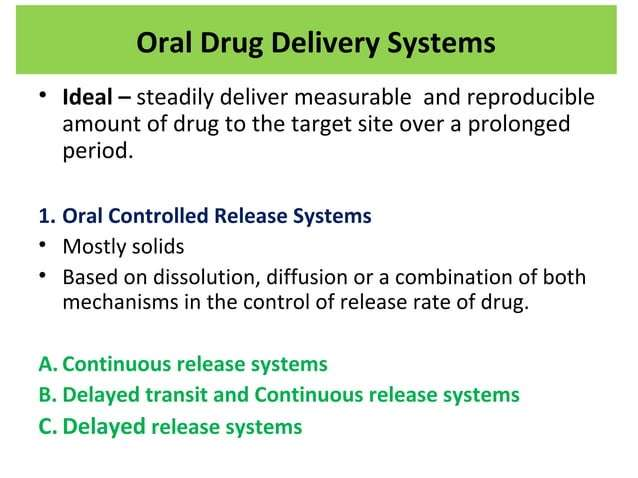 Oral Drug Delivery Systems
• Ideal – steadily deliver measurable and reproducible
amount of drug to the target site over a prolonged
period.
1. Oral Controlled Release Systems
• Mostly solids
• Based on dissolution, diffusion or a combination of both
mechanisms in the control of release rate of drug.
A. Continuous release systems
B. Delayed transit and Continuous release systems
C. Delayed release systems